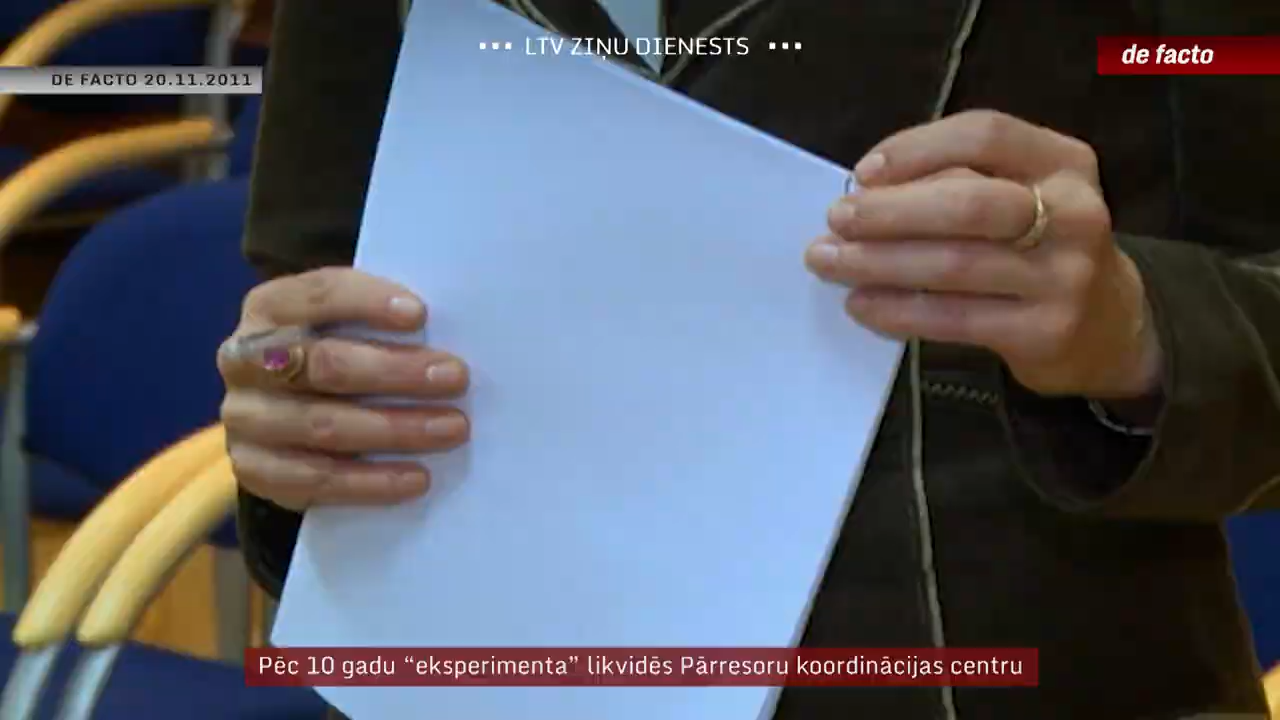 LTV ZIŅU DIENESTS
de facto
DE FACTO 20.11.2011
Pēc 10 gadu “eksperimenta” likvidēs Pārresoru koordinācijas centru